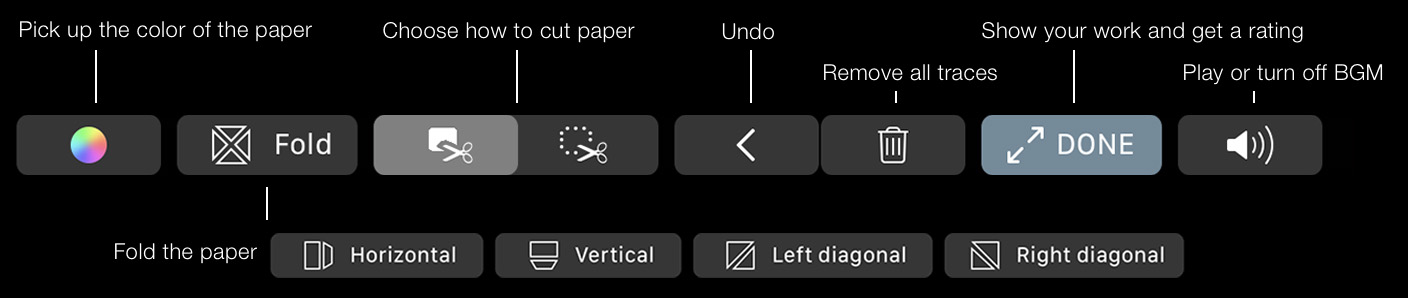 Pick up the color of the paper
Choose how to cut paper
Undo
Show your work and get a rating
Remove all traces
Play or turn off BGM
Fold
DONE
Fold the paper
Horizontal
Vertical
Left diagonal
Right diagonal